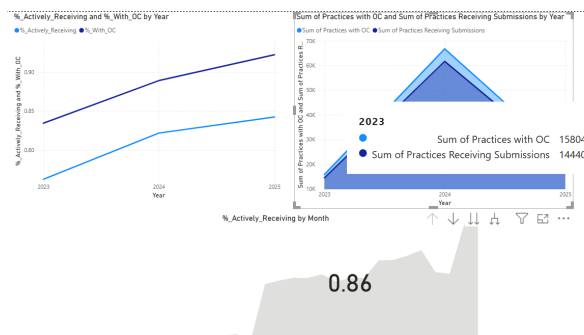 %_Actively_Receiving and %_With_OC by Year
%_Actively_Receiving %_With_OC
%_Actively_Receiving and %_With_OC
0.90
0.85
0.80
2023 2024 2025
Year
Sum of Practices with OC and Sum of Practices Receiving Submissions by Year
Sum of Practices with OC Sum of Practices Receiving Submissions
Sum of Practices with OC and Sum of Practices R...
70K
60K
50K
40K
30K
20K
10K
2023
Sum of Practices with OC 15804
Sum of Practices Receiving Submissions 14440
2023 2024 2025
Year
%_Actively_Receiving by Month
0.86